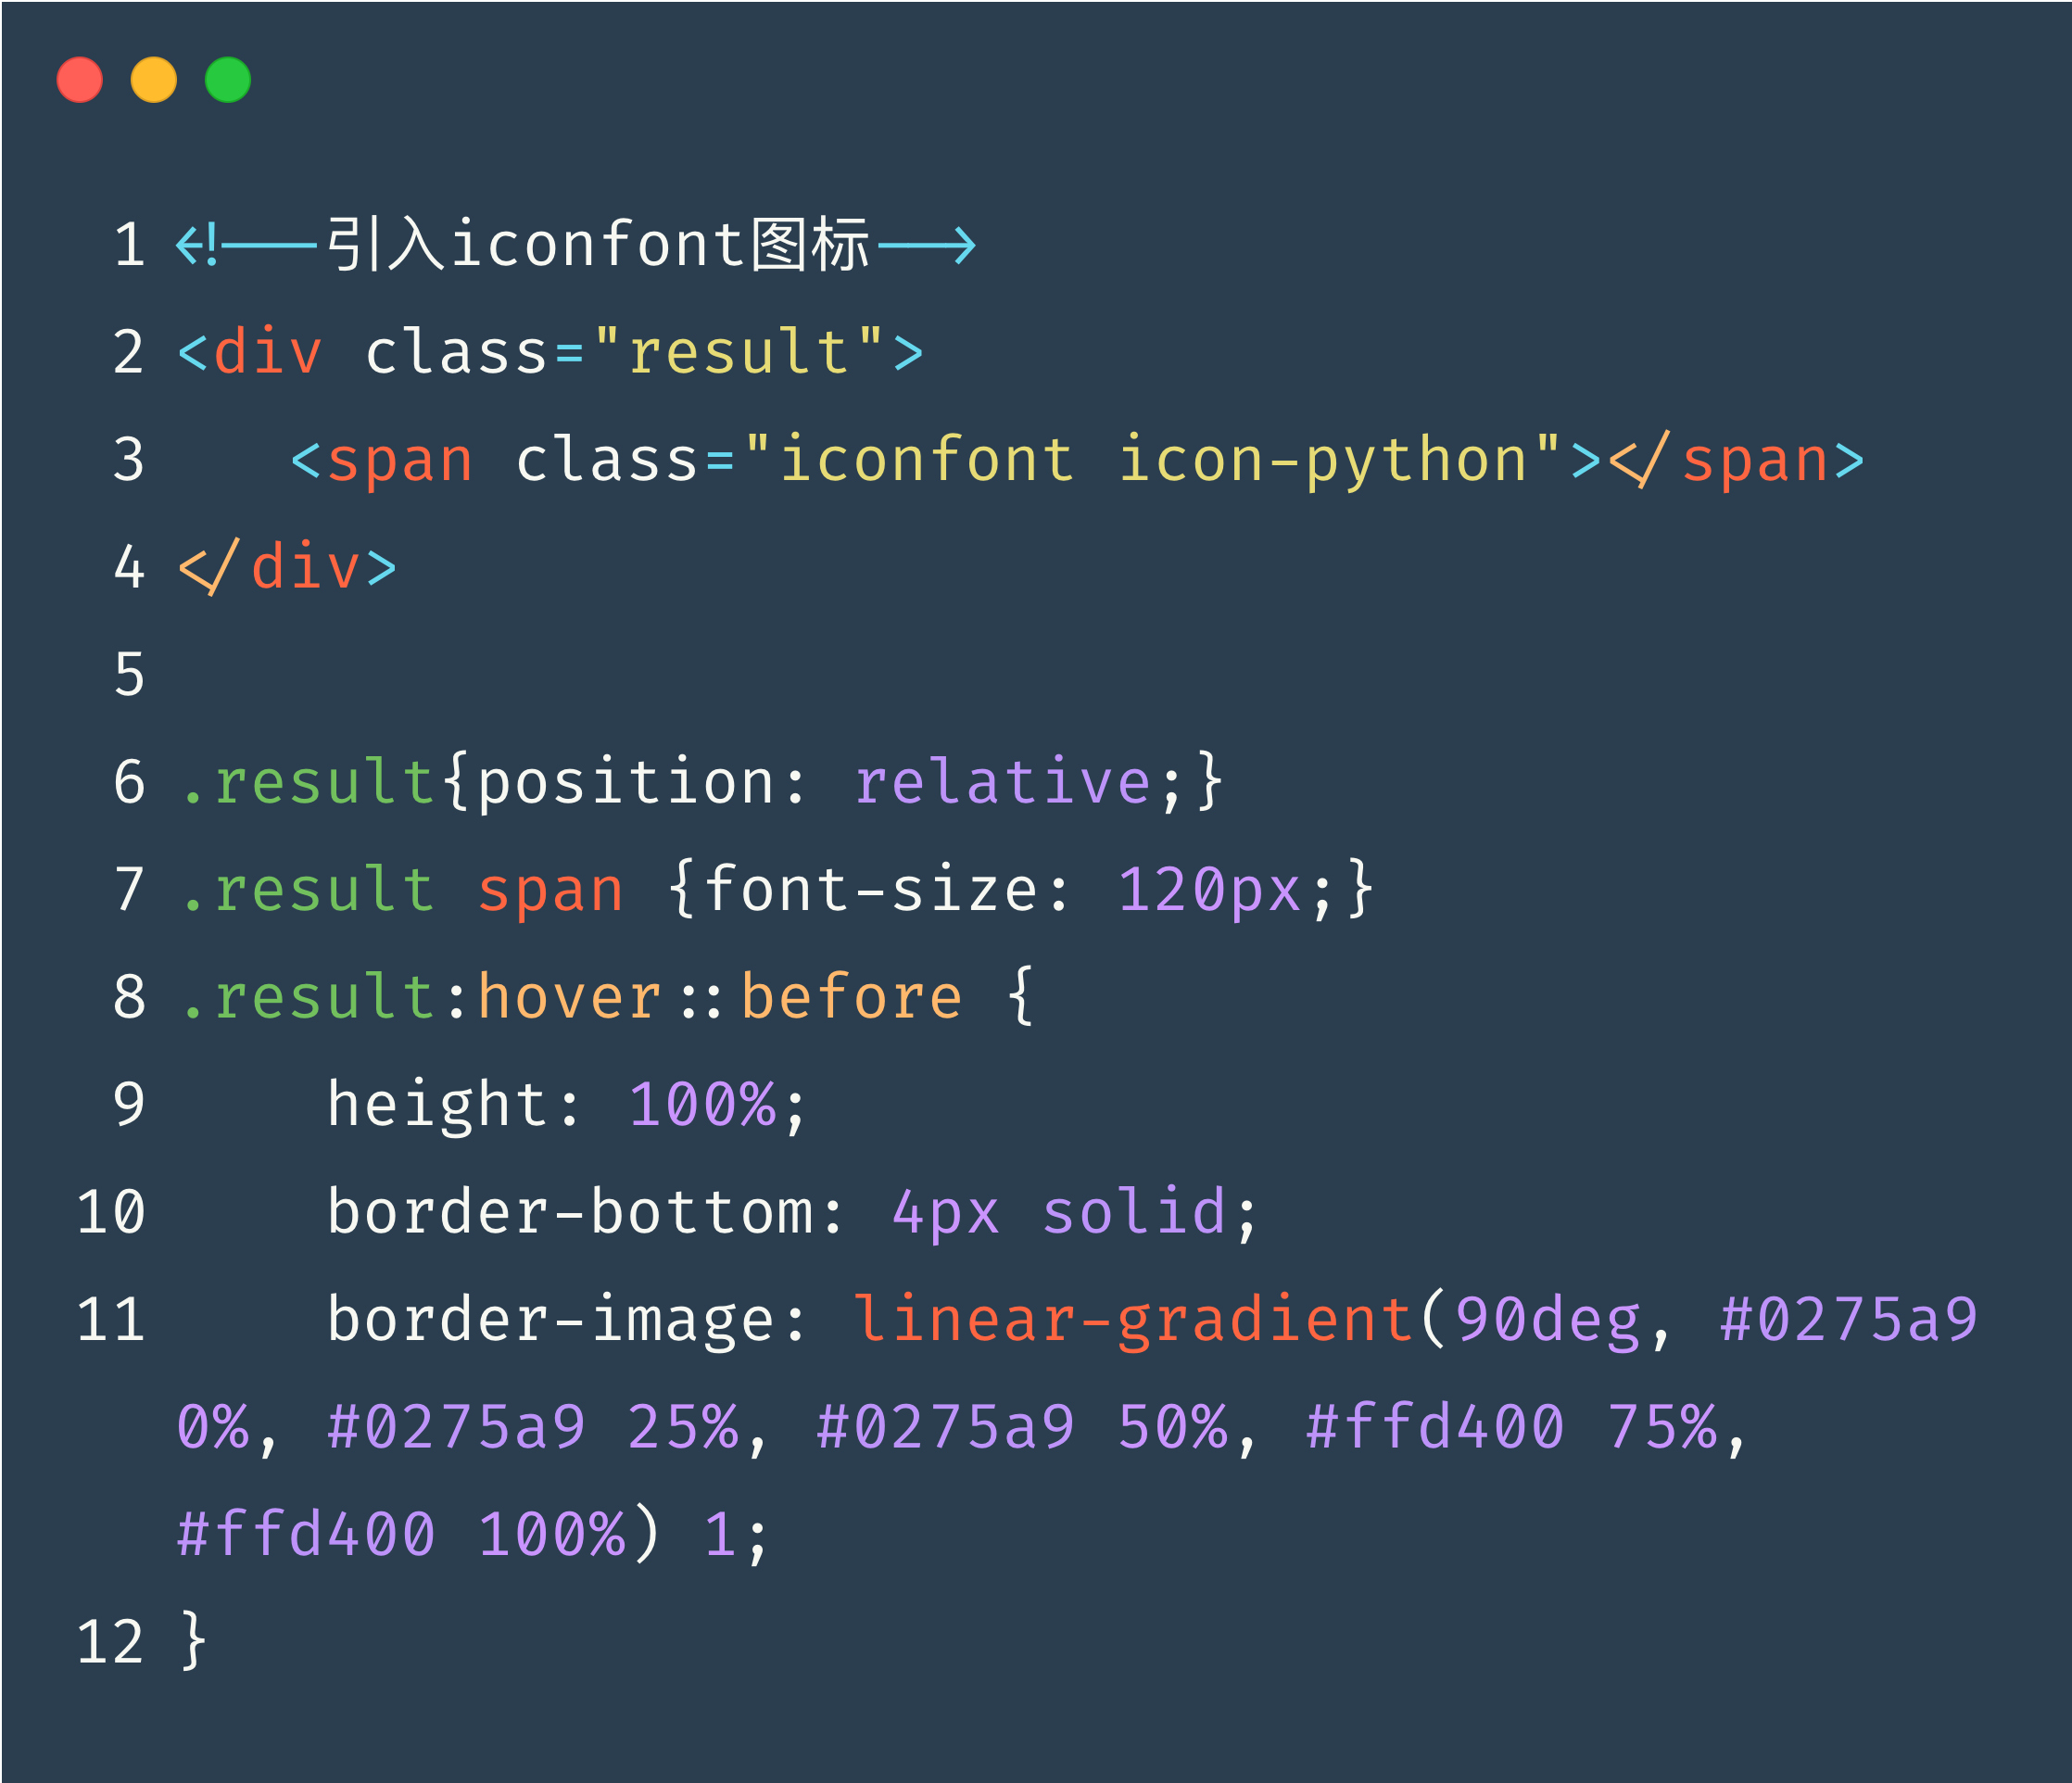 1 <!--引入iconfont图标-->
2 <div class="result">
3    <span class="iconfont icon-python"></span>
4 </div>
5
6 .result{position: relative;}
7 .result span {font-size: 120px;}
8 .result:hover::before {
9     height: 100%;
10     border-bottom: 4px solid;
11     border-image: linear-gradient(90deg, #0275a9
0%, #0275a9 25%, #0275a9 50%, #ffd400 75%,
#ffd400 100%) 1;
12 }